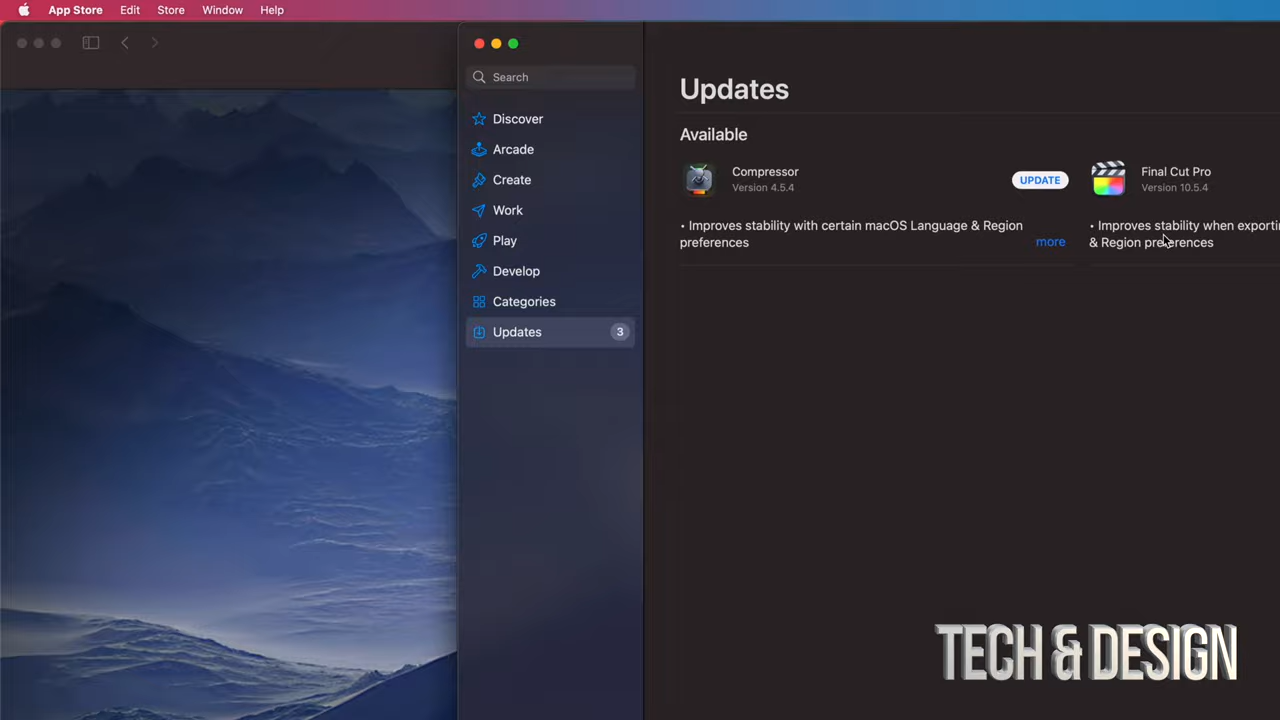 App Store Edit Store Window Help
Search
Discover
Arcade
Create
Work
Play
Develop
Categories
Updates 3
Updates
Available
Compressor
Version 4.5.4
UPDATE
• Improves stability with certain macOS Language & Region
preferences
more
Final Cut Pro
Version 10.5.4
• Improves stability when exporti
& Region preferences
TECH & DESIGN